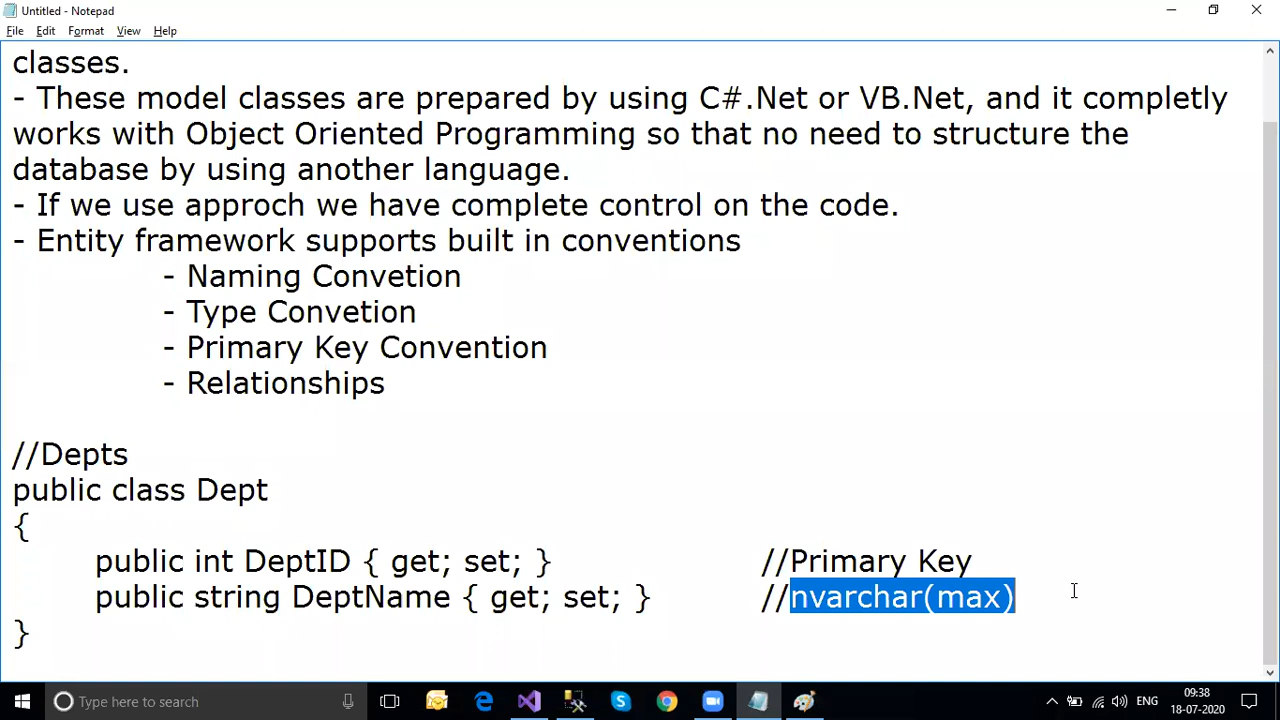 Untitled - Notepad
File Edit Format View Help
classes.
- These model classes are prepared by using C#.Net or VB.Net, and it completly
works with Object Oriented Programming so that no need to structure the
database by using another language.
- If we use approch we have complete control on the code.
- Entity framework supports built in conventions
- Naming Convetion
- Type Convetion
- Primary Key Convention
- Relationships
//Depts
public class Dept
{
public int DeptID { get; set; } //Primary Key
public string DeptName { get; set; } //nvarchar(max)
}
Type here to search
ENG
09:38
18-07-2020